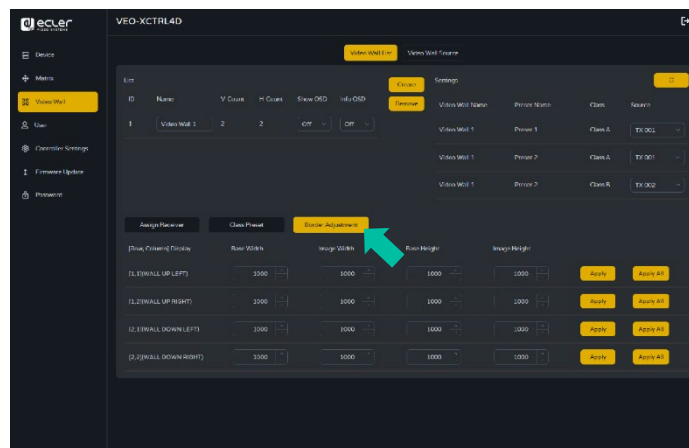 ecler
VIDEO SYSTEMS
VEO-XCTRL4D
Device
Matrix
Video Wall
User
Controller Settings
Firmware Update
Password
Video Wall List Video Wall Source
List Create Settings
ID Name V Count H Count Show OSD Info OSD Remove Video Wall Name Preset Name Class Source
1 Video Wall 1 2 2 Off Off Video Wall 1 Preset 1 Class A TX 001
Video Wall 1 Preset 2 Class A TX 001
Video Wall 1 Preset 2 Class B TX 002
Assign Receiver Class Preset Border Adjustment
[Row, Column] Display Base Width Image Width Base Height Image Height
[1,1](WALL UP LEFT) 1000 1000 1000 1000 Apply Apply All
[1,2](WALL UP RIGHT) 1000 1000 1000 1000 Apply Apply All
[2,1](WALL DOWN LEFT) 1000 1000 1000 1000 Apply Apply All
[2,2](WALL DOWN RIGHT) 1000 1000 1000 1000 Apply Apply All